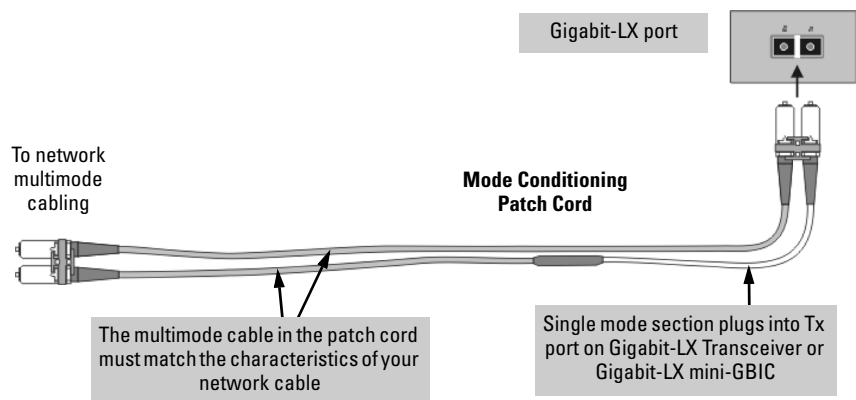 Gigabit-LX port
To network
multimode
cabling
Mode Conditioning
Patch Cord
The multimode cable in the patch cord
must match the characteristics of your
network cable
Single mode section plugs into Tx
port on Gigabit-LX Transceiver or
Gigabit-LX mini-GBIC